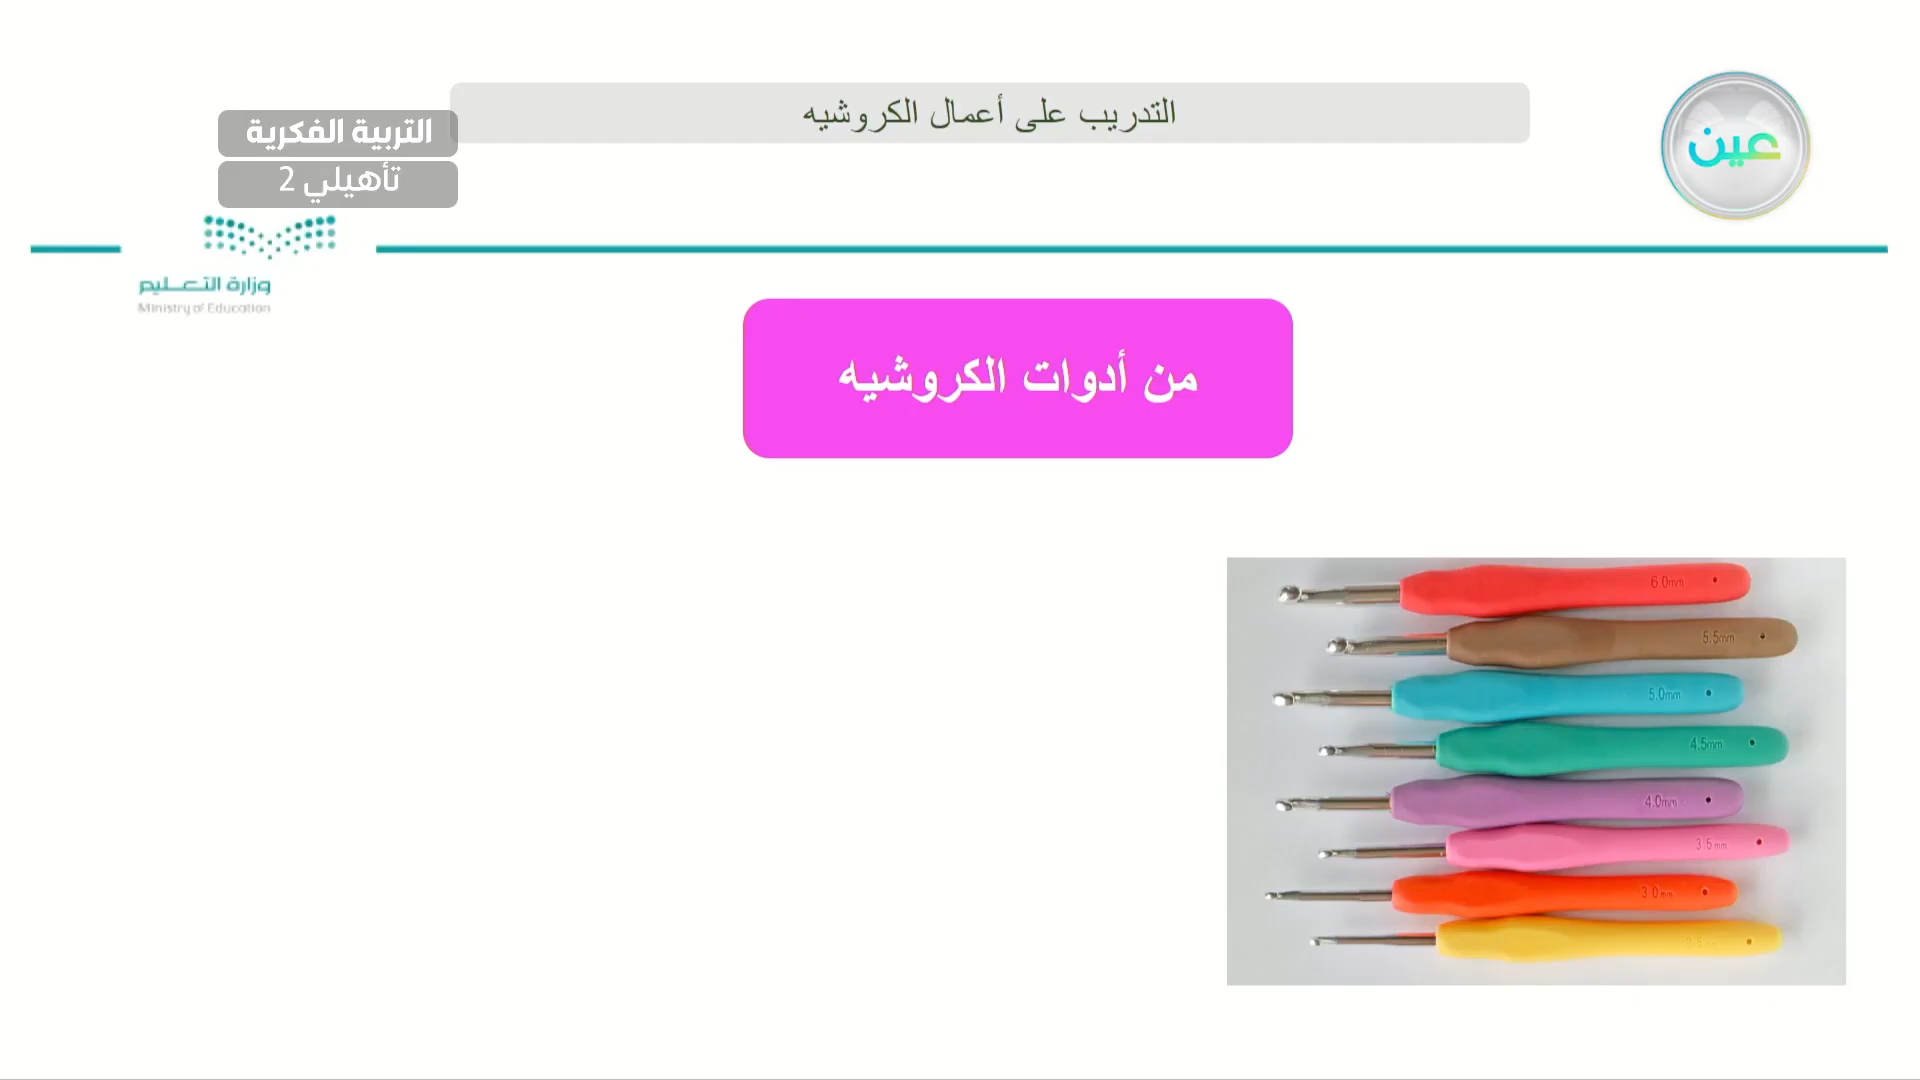 التدريب على أعمال الكروشيه
التربية الفكرية
تأهيلي 2
عين
وزارة التعليم
Ministry of Education
من أدوات الكروشيه
6.0mm
5.5mm
5.0mm
4.5mm
4.0mm
3.5mm
3.0mm